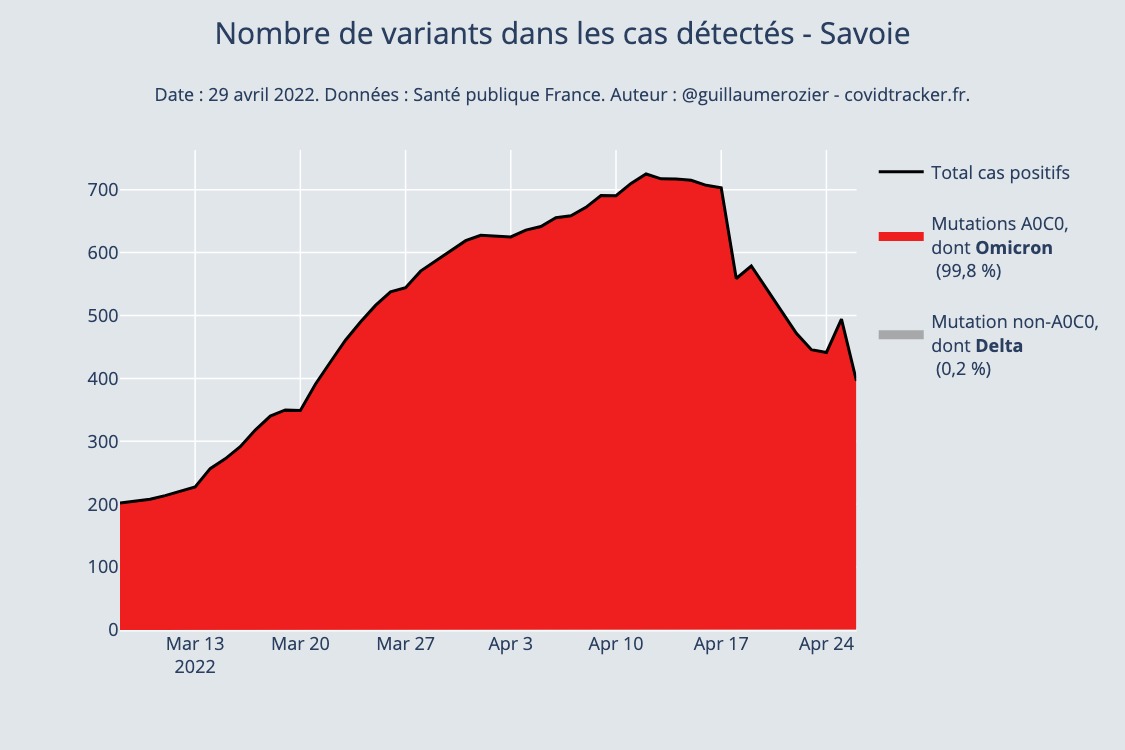 Nombre de variants dans les cas détectés - Savoie
Date : 29 avril 2022. Données : Santé publique France. Auteur : @guillaumerozier - covidtracker.fr.
Total cas positifs
Mutations A0C0,
dont Omicron
(99,8 %)
Mutation non-A0C0,
dont Delta
(0,2 %)
700
600
500
400
300
200
100
0
Mar 13
2022
Mar 20
Mar 27
Apr 3
Apr 10
Apr 17
Apr 24